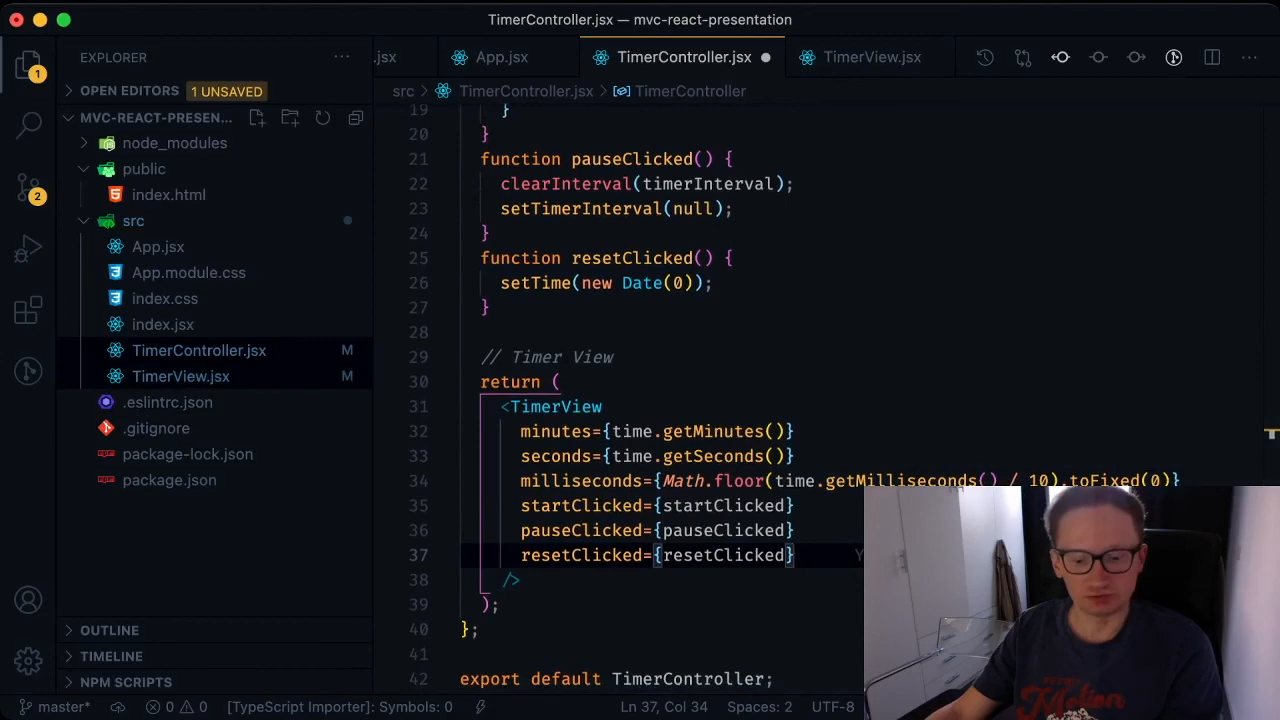 TimerController.jsx — mvc-react-presentation
EXPLORER
.jsx
App.jsx
TimerController.jsx
TimerView.jsx
1
OPEN EDITORS
1 UNSAVED
src > TimerController.jsx > TimerController
MVC-REACT-PRESEN...
node_modules
public
index.html
2
src
App.jsx
App.module.css
index.css
index.jsx
TimerController.jsx M
TimerView.jsx M
.eslintrc.json
.gitignore
package-lock.json
package.json
OUTLINE
TIMELINE
NPM SCRIPTS
19 }
20 }
21 function pauseClicked() {
22 clearInterval(timerInterval);
23 setTimerInterval(null);
24 }
25 function resetClicked() {
26 setTime(new Date(0));
27 }
28
29 // Timer View
30 return (
31 <TimerView
32 minutes={time.getMinutes()}
33 seconds={time.getSeconds()}
34 milliseconds={Math.floor(time.getMilliseconds() / 10).toFixed(0)}
35 startClicked={startClicked}
36 pauseClicked={pauseClicked}
37 resetClicked={resetClicked}
38 />
39 );
40 };
41
42 export default TimerController;
master* 0 0 [TypeScript Importer]: Symbols: 0 Ln 37, Col 34 Spaces: 2 UTF-8